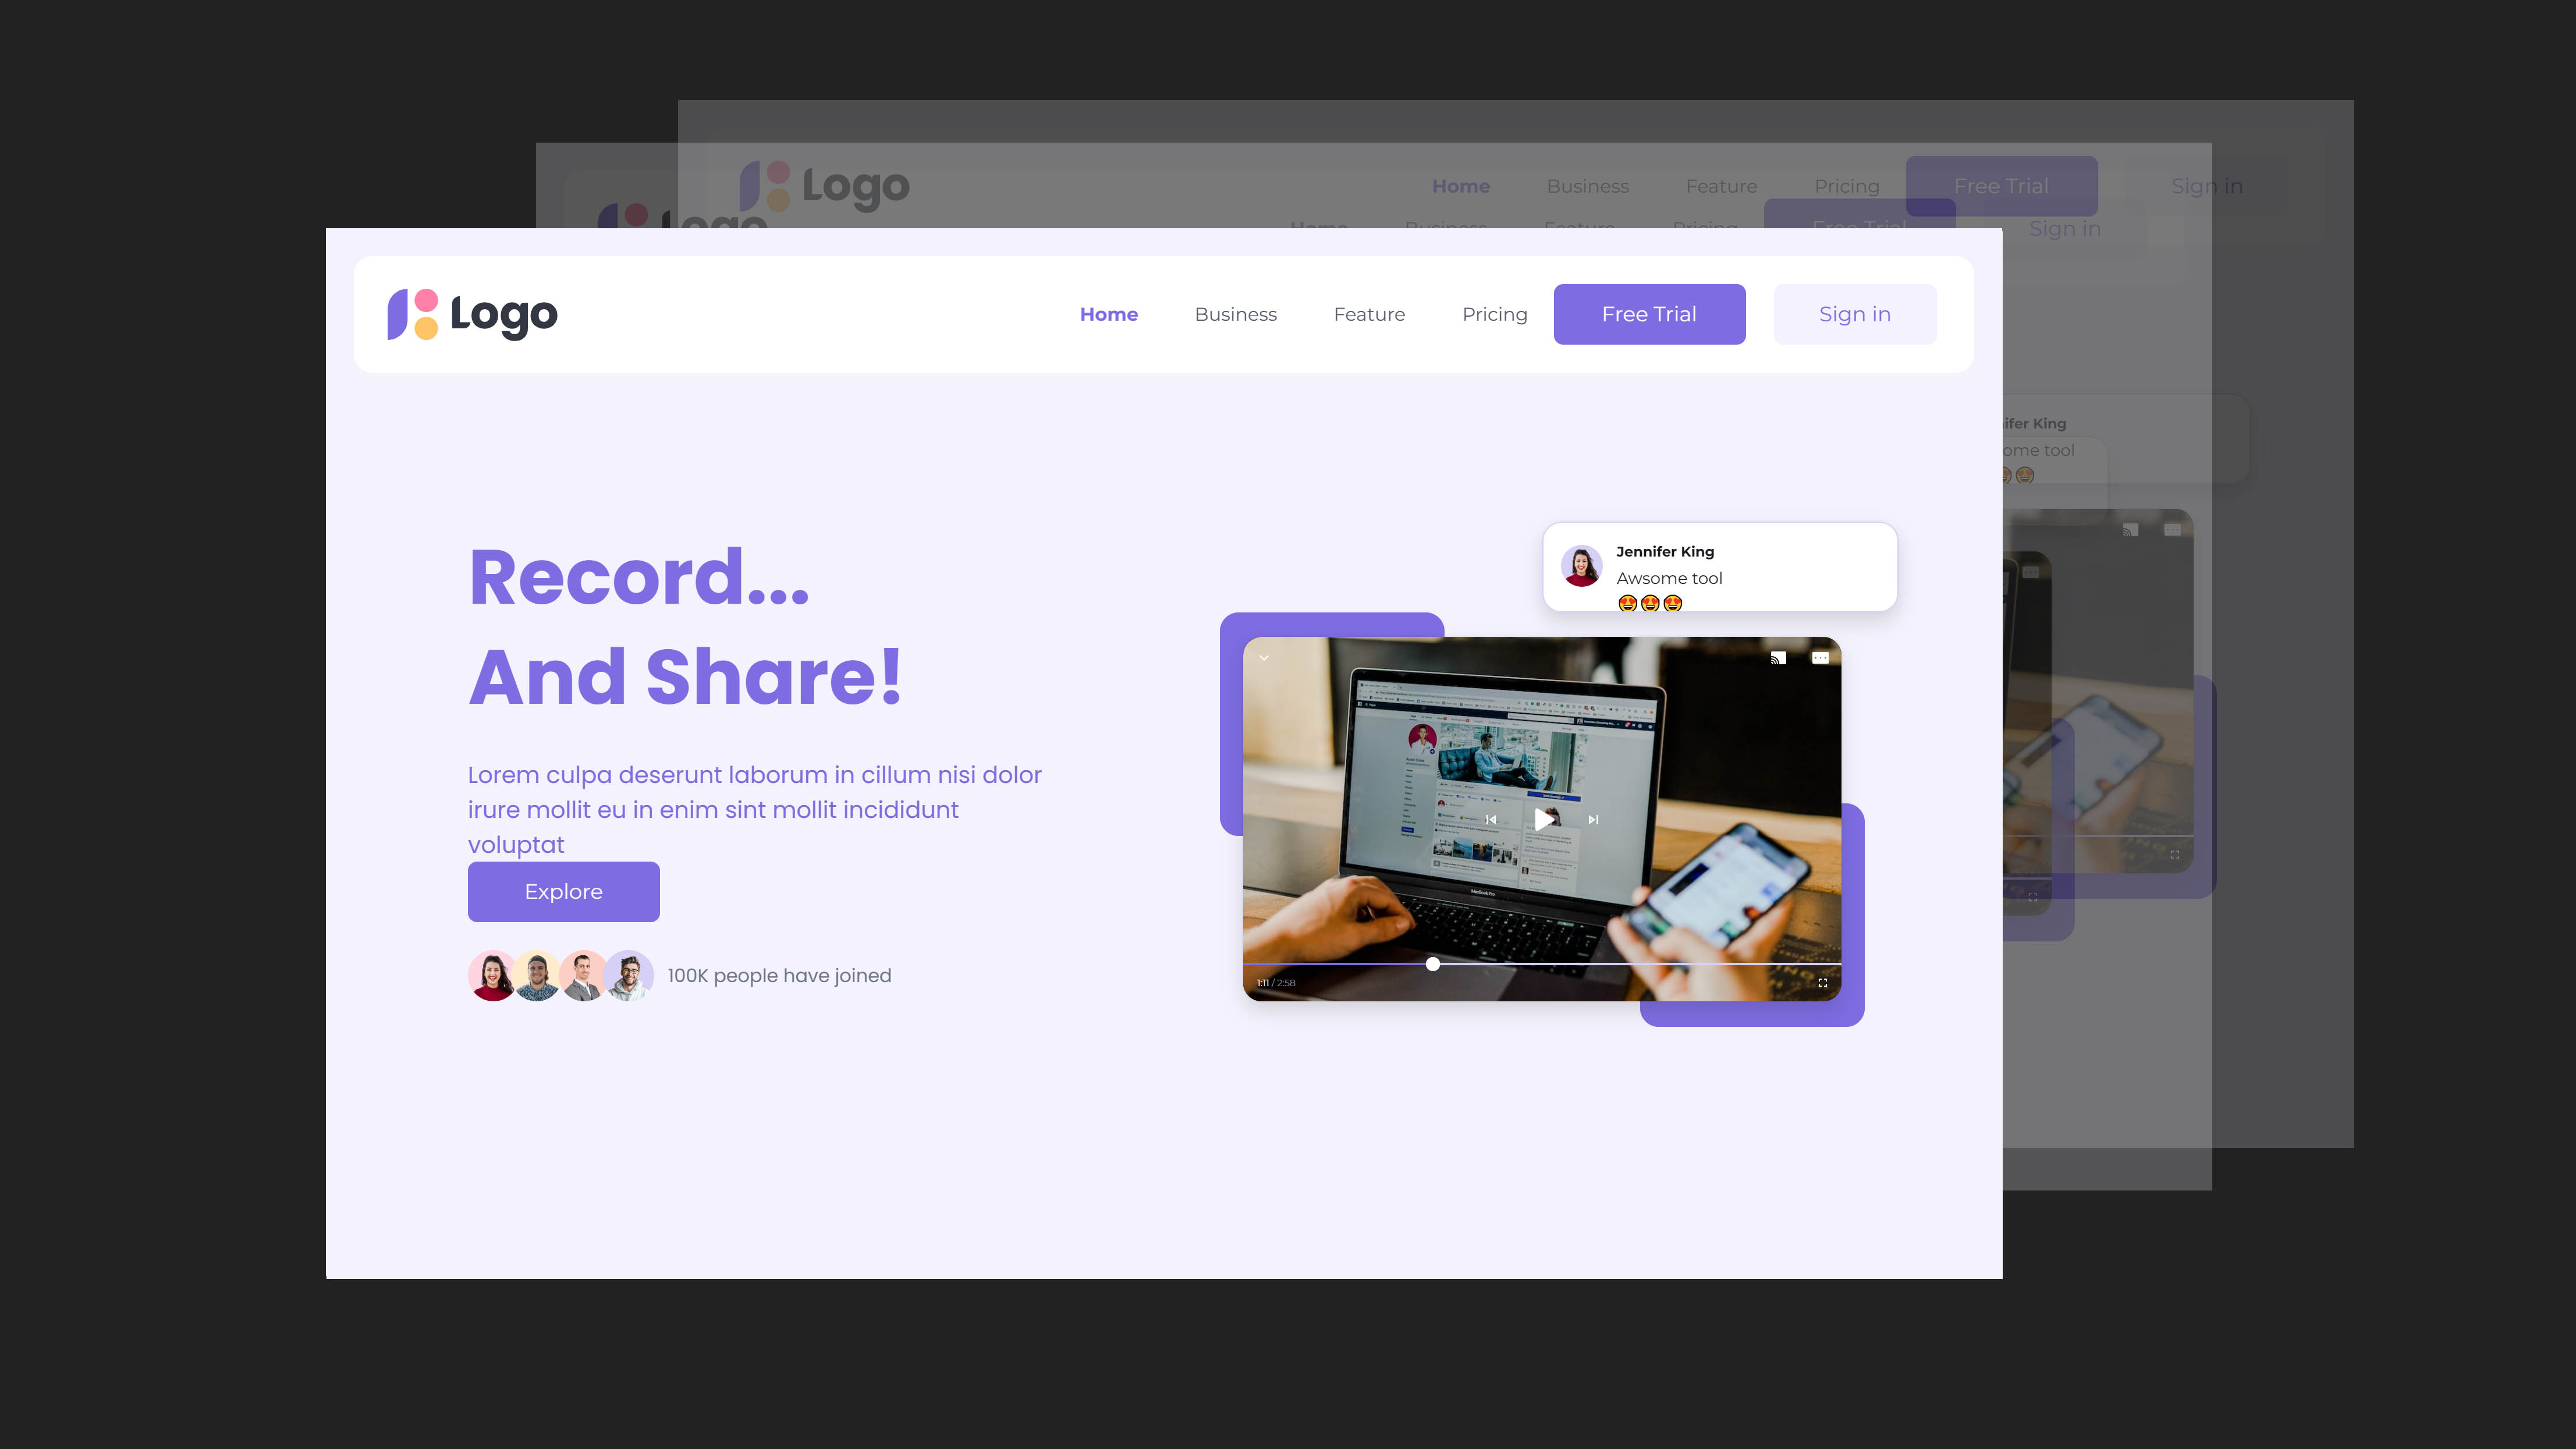 Logo
Home Business Feature Pricing Free Trial Sign in
Home Business Feature Pricing Free Trial Sign in
Logo
Logo
Home Business Feature Pricing Free Trial Sign in
Record...
And Share!
Lorem culpa deserunt laborum in cillum nisi dolor
irure mollit eu in enim sint mollit incididunt
voluptat
Explore
100K people have joined
Jennifer King
Awsome tool
ifer King
ome tool
MacBook Pro
1:11 / 2:58